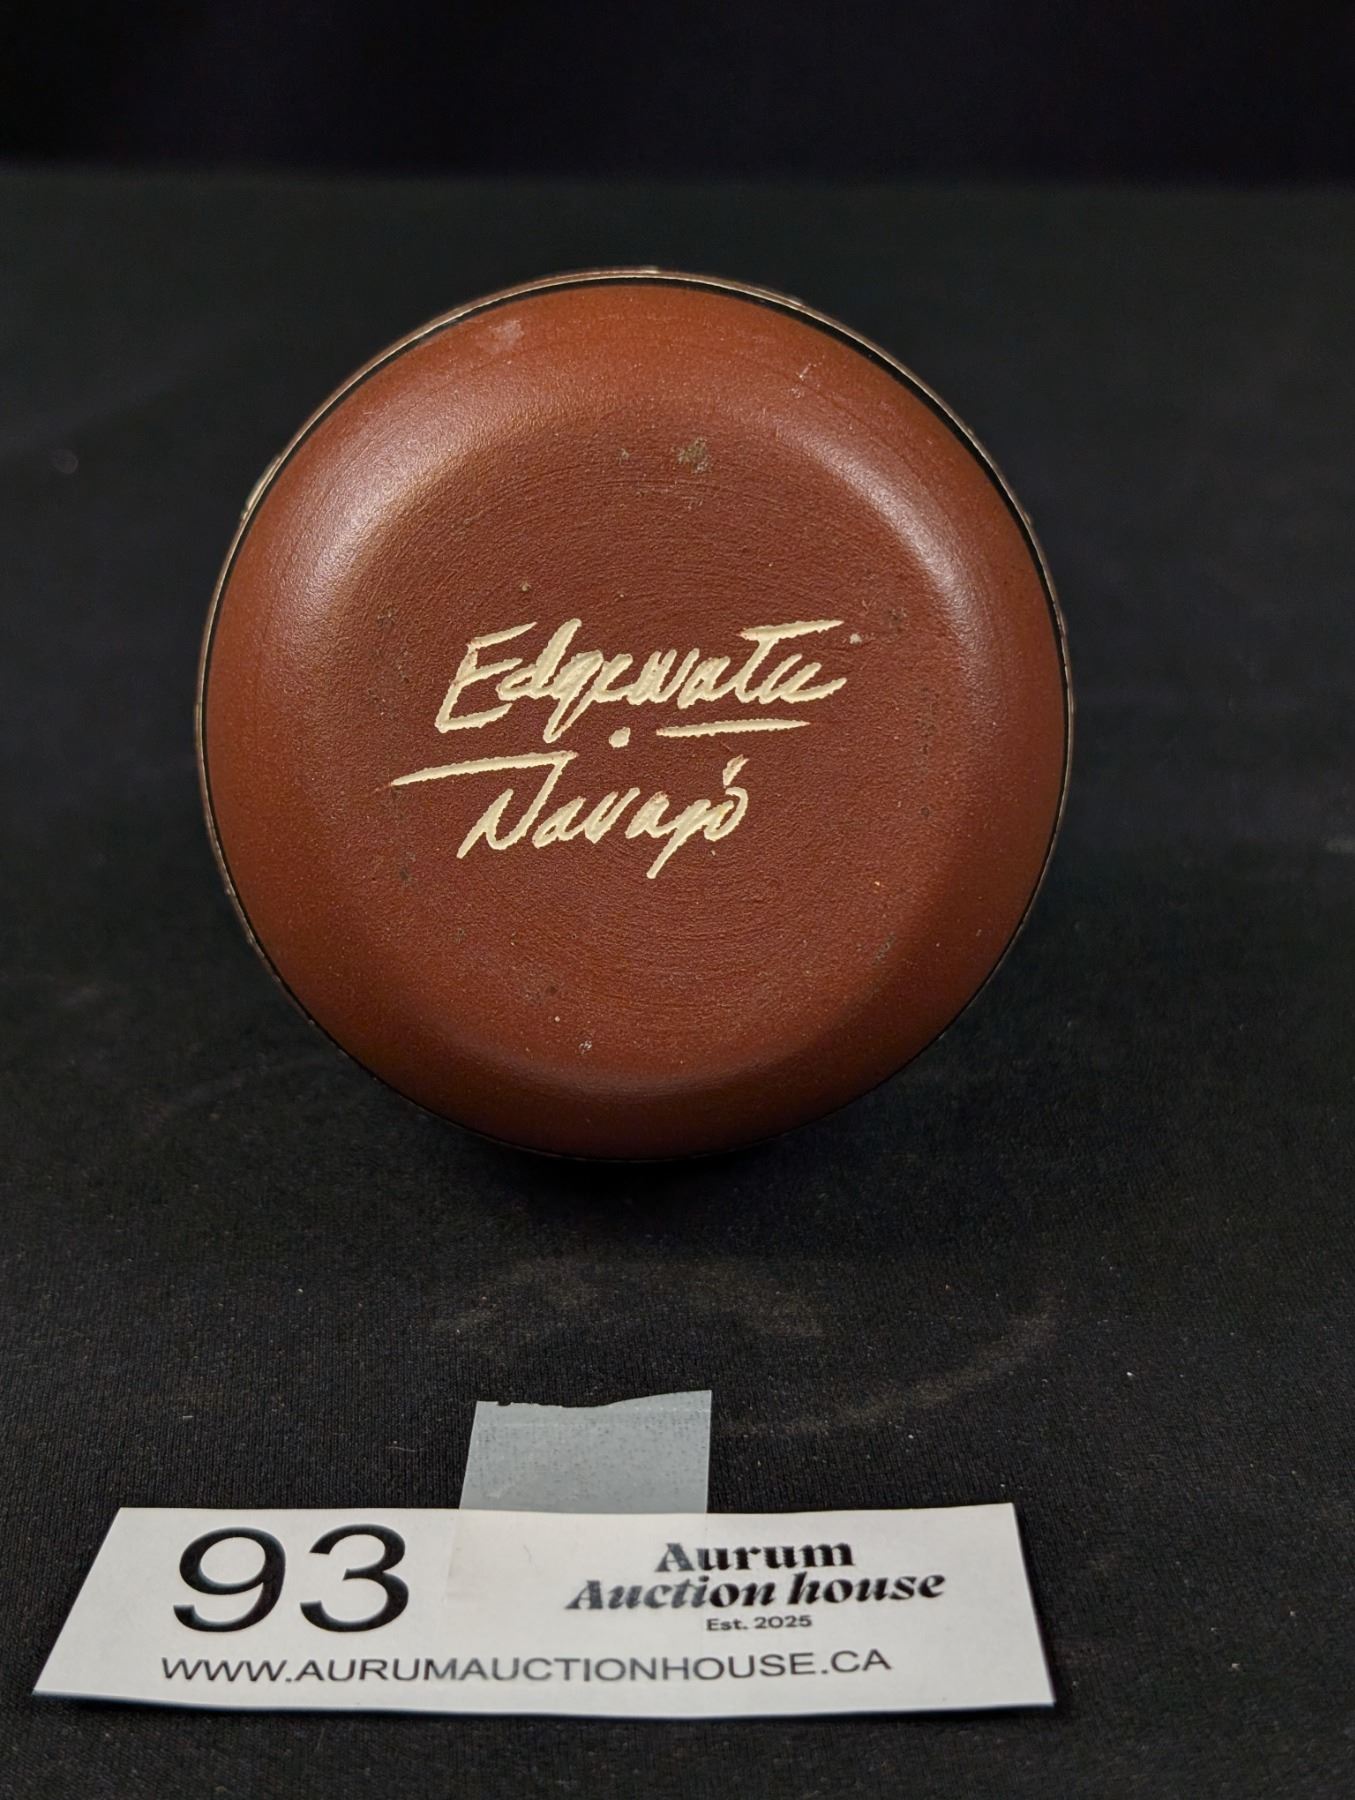 Edgewater
Navajo
93
Aurum
Auction house
Est. 2025
WWW.AURUMAUCTIONHOUSE.CA